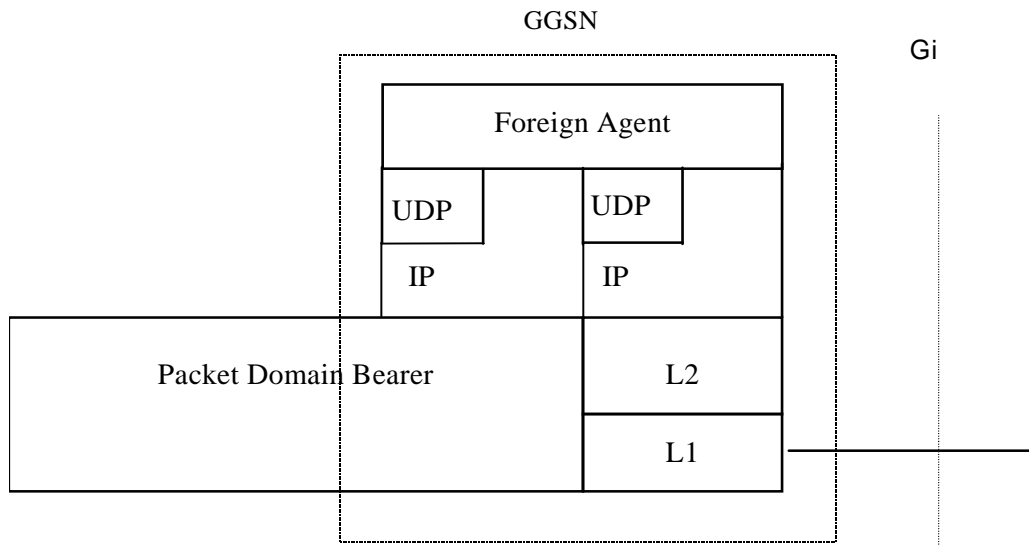 GGSN
Gi
Foreign Agent
UDP
UDP
IP
IP
Packet Domain Bearer
L2
L1